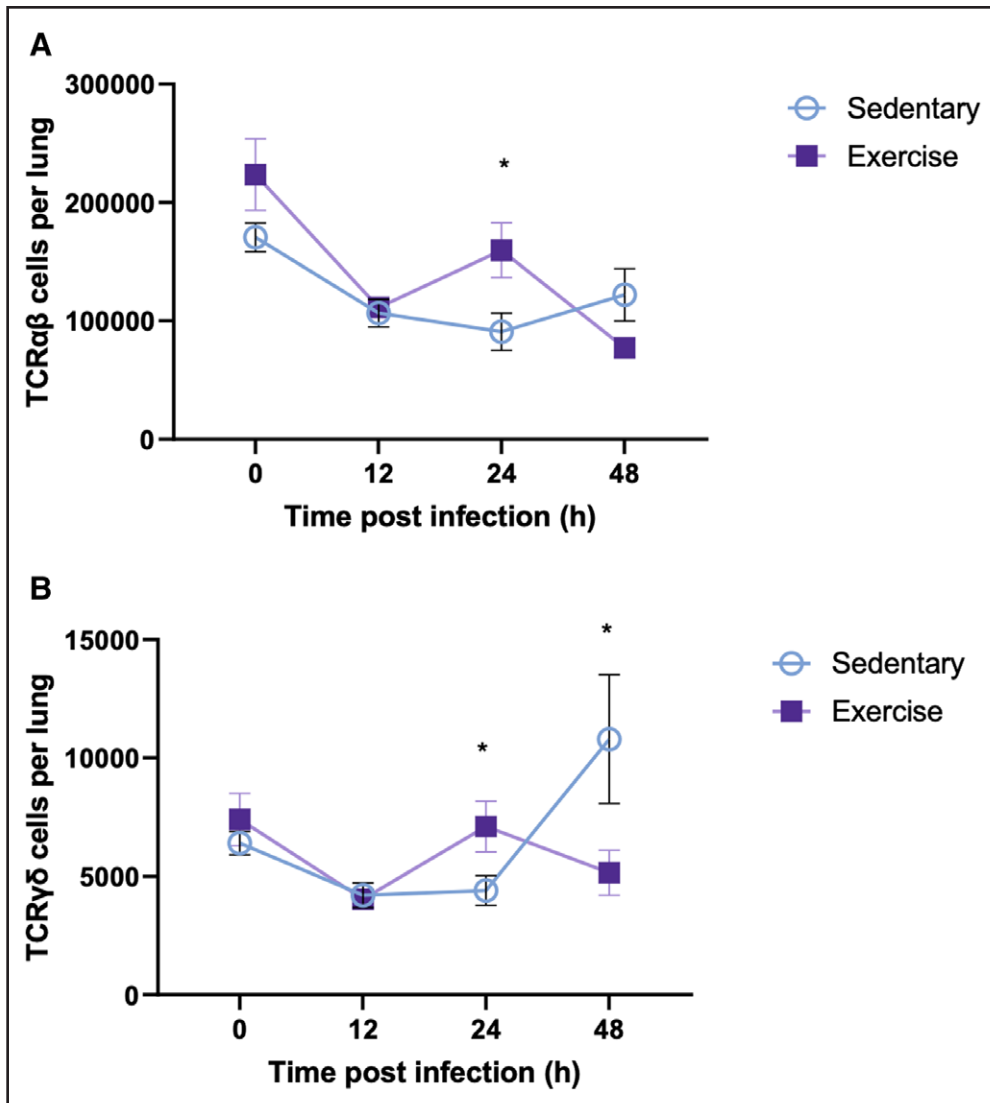 A
300000
200000
100000
0
TCRαβ cells per lung
*
0 12 24 48
Time post infection (h)
Sedentary
Exercise
B
15000
10000
5000
0
TCRγδ cells per lung
*
*
0 12 24 48
Time post infection (h)
Sedentary
Exercise